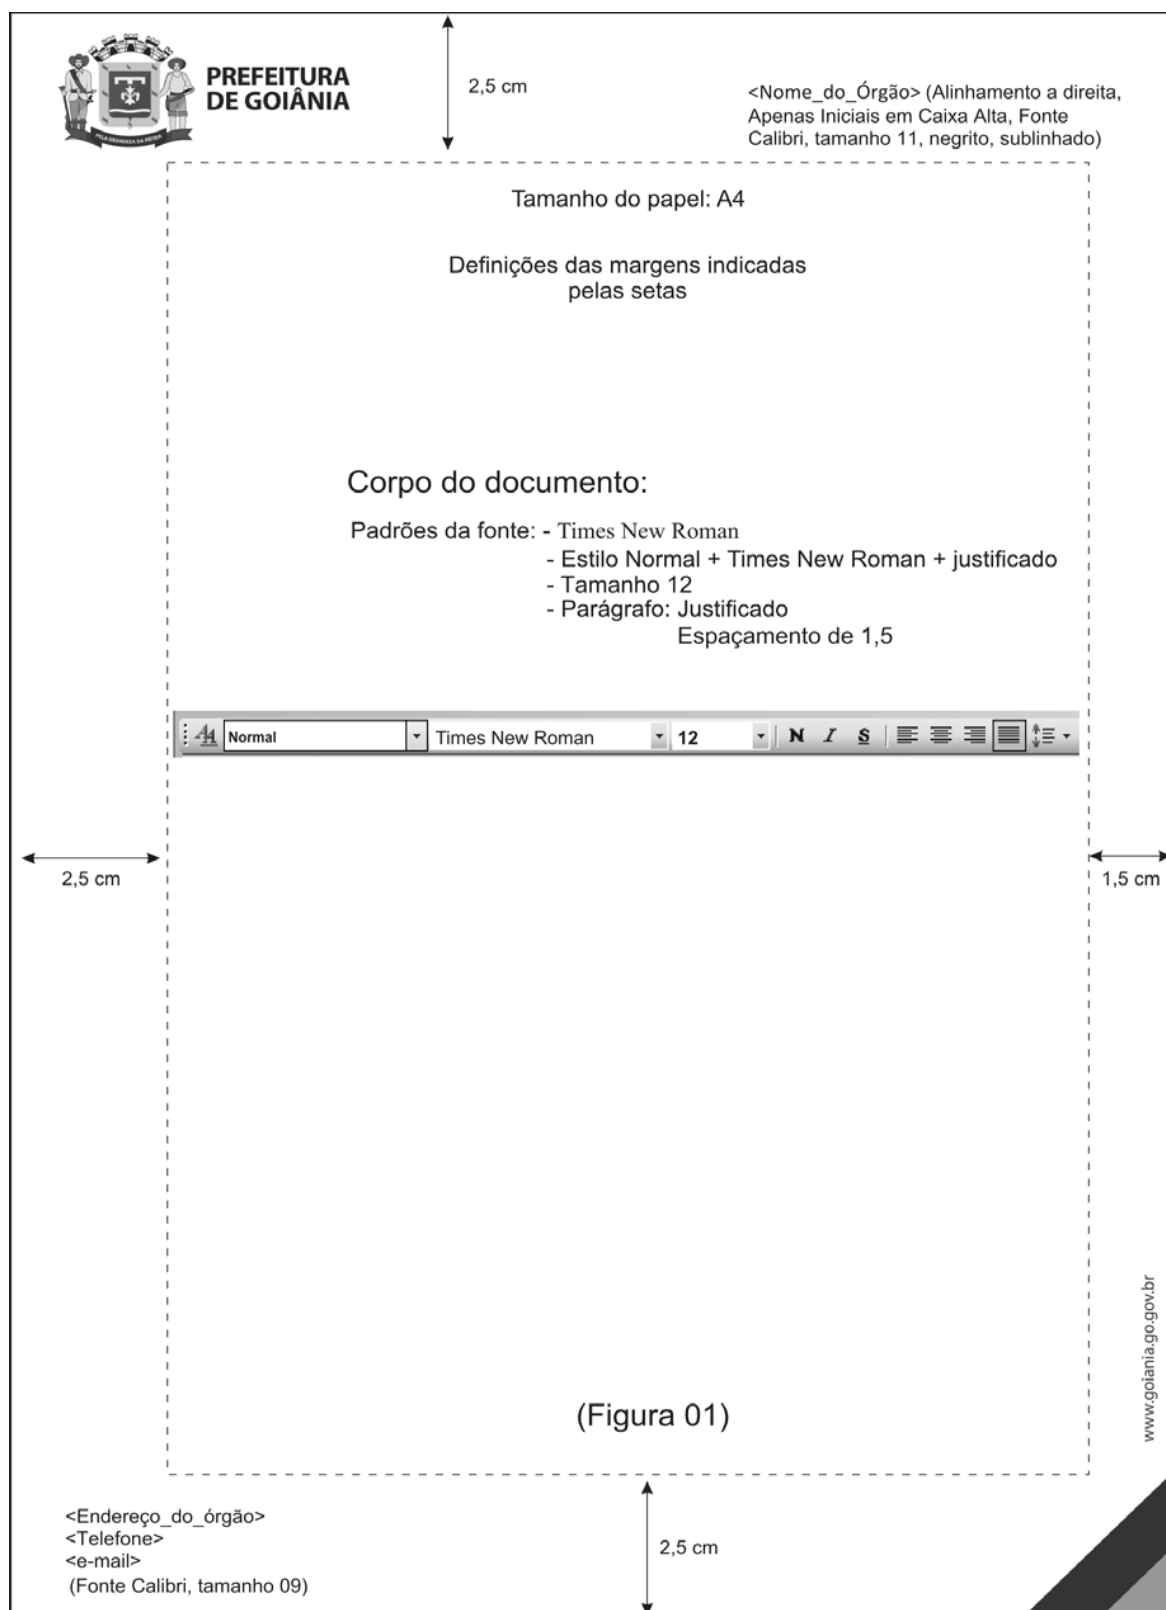 PREFEITURA
DE GOIÂNIA
2,5 cm
<Nome_do_Órgão> (Alinhamento a direita,
Apenas Iniciais em Caixa Alta, Fonte
Calibri, tamanho 11, negrito, sublinhado)
PELA GRANDEZA DA PÁTRIA
Tamanho do papel: A4
Definições das margens indicadas
pelas setas
Corpo do documento:
Padrões da fonte: - Times New Roman
- Estilo Normal + Times New Roman + justificado
- Tamanho 12
- Parágrafo: Justificado
Espaçamento de 1,5
Normal Times New Roman 12 N I S
2,5 cm
1,5 cm
www.goiania.go.gov.br
(Figura 01)
<Endereço_do_órgão>
<Telefone>
<e-mail>
(Fonte Calibri, tamanho 09)
2,5 cm